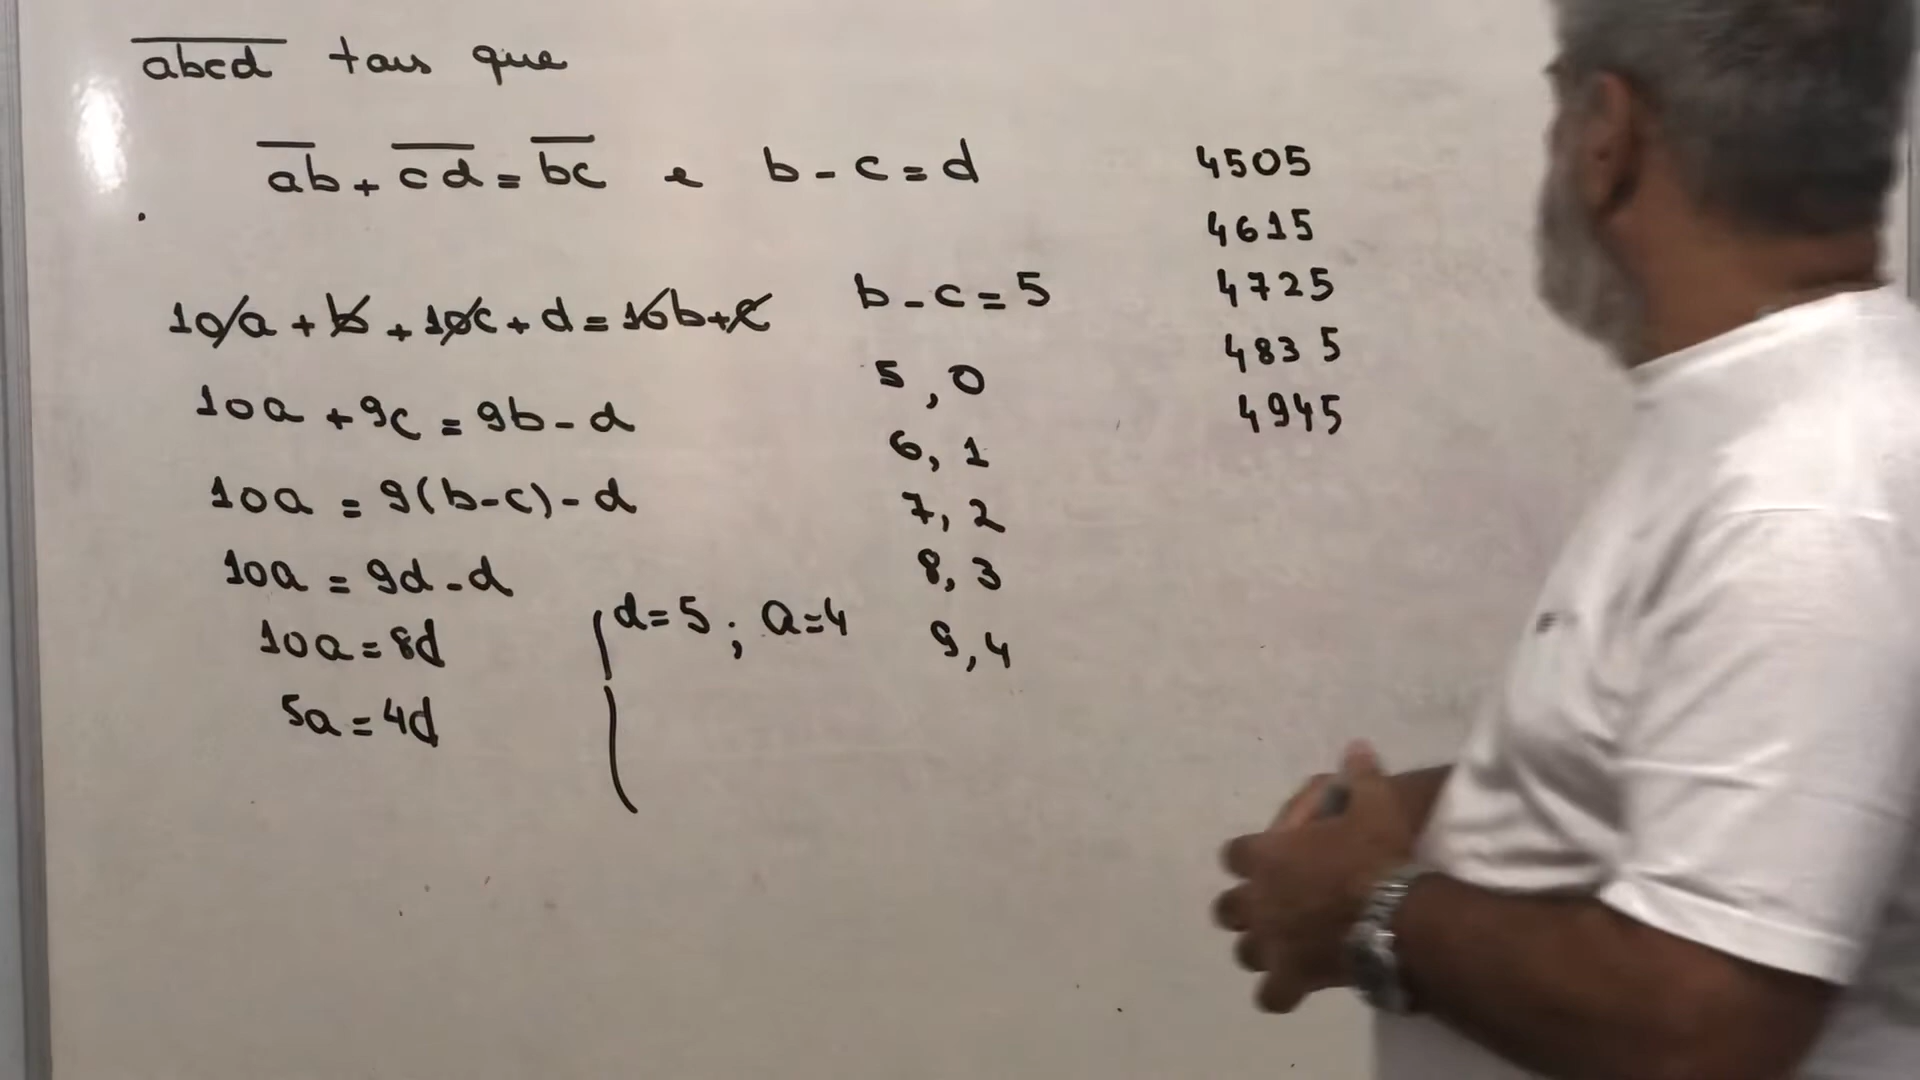 abcd tais que
ab + cd = bc e b - c = d
10a + b + 10c + d = 10b + c
10a + 9c = 9b - d
10a = 9(b-c) - d
10a = 9d - d
10a = 8d
5a = 4d
d = 5 ; a = 4
b - c = 5
5, 0
6, 1
7, 2
8, 3
9, 4
4505
4615
4725
4835
4945